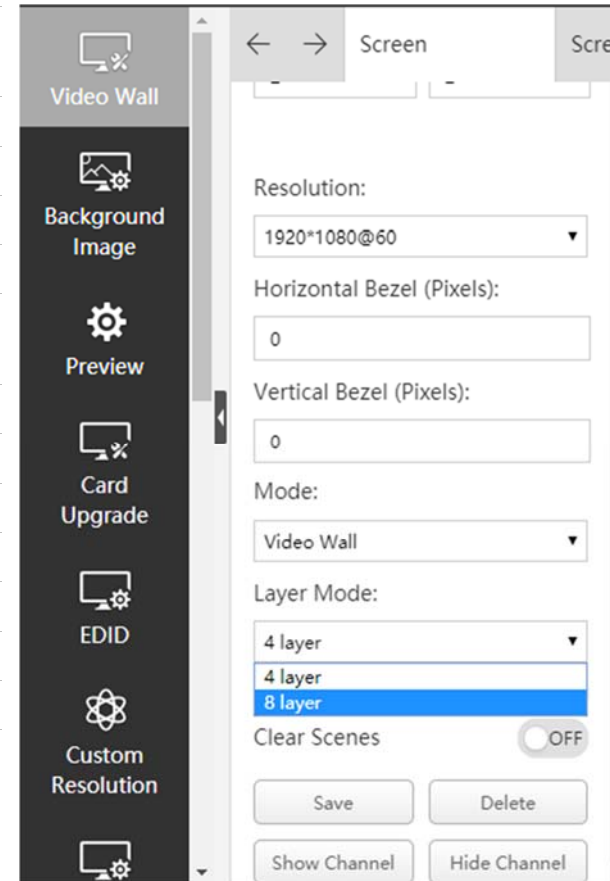 Video Wall
Background
Image
Preview
Card
Upgrade
EDID
Custom
Resolution
Screen
Scre
Resolution:
1920*1080@60
Horizontal Bezel (Pixels):
0
Vertical Bezel (Pixels):
0
Mode:
Video Wall
Layer Mode:
4 layer
4 layer
8 layer
Clear Scenes
OFF
Save
Delete
Show Channel
Hide Channel